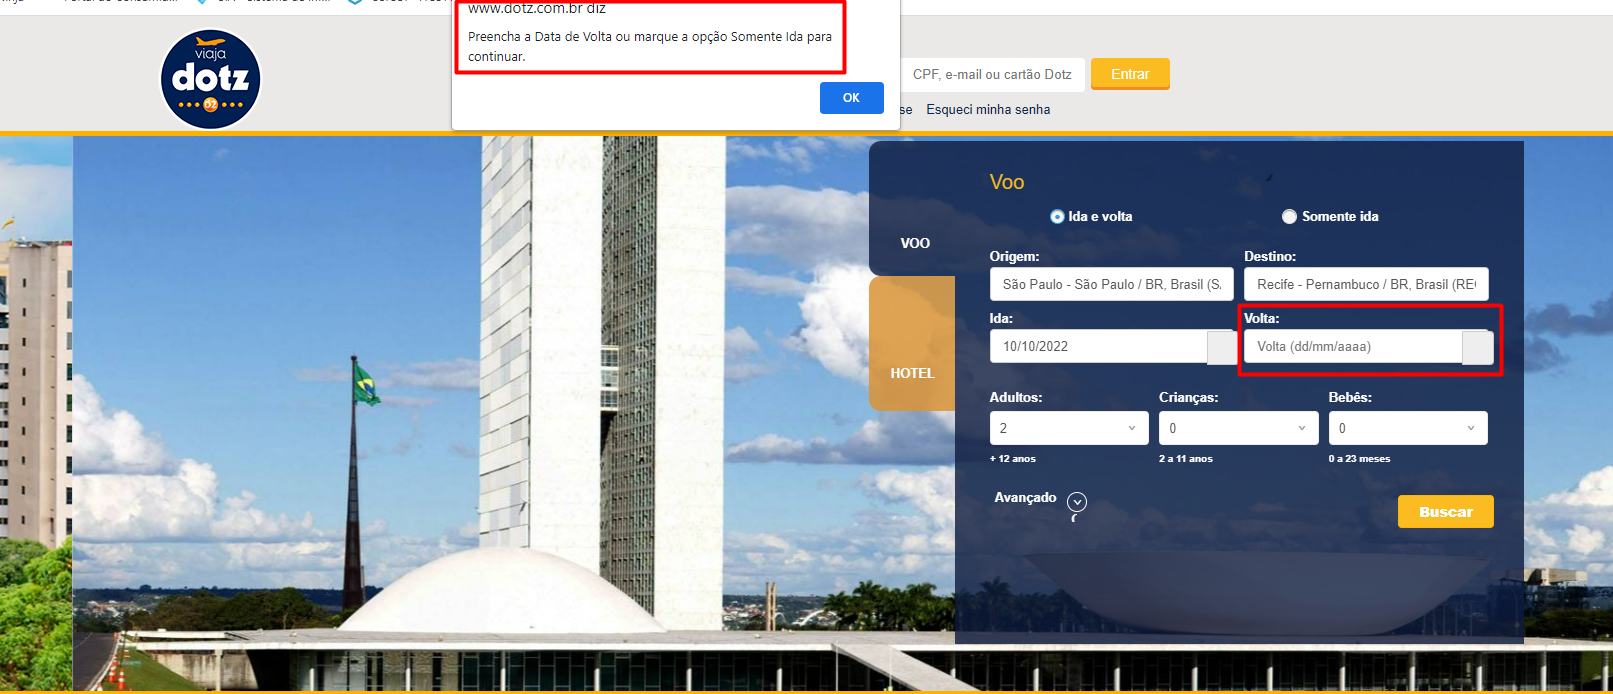 www.dotz.com.br diz
Preencha a Data de Volta ou marque a opção Somente Ida para
continuar.
OK
viaja
dotz
Dz
CPF, e-mail ou cartão Dotz
Entrar
se Esqueci minha senha
VOO
HOTEL
Voo
Ida e volta Somente ida
Origem: Destino:
São Paulo - São Paulo / BR, Brasil (S Recife - Pernambuco / BR, Brasil (RE
Ida: Volta:
10/10/2022 Volta (dd/mm/aaaa)
Adultos: Crianças: Bebês:
2 0 0
+ 12 anos 2 a 11 anos 0 a 23 meses
Avançado
Buscar